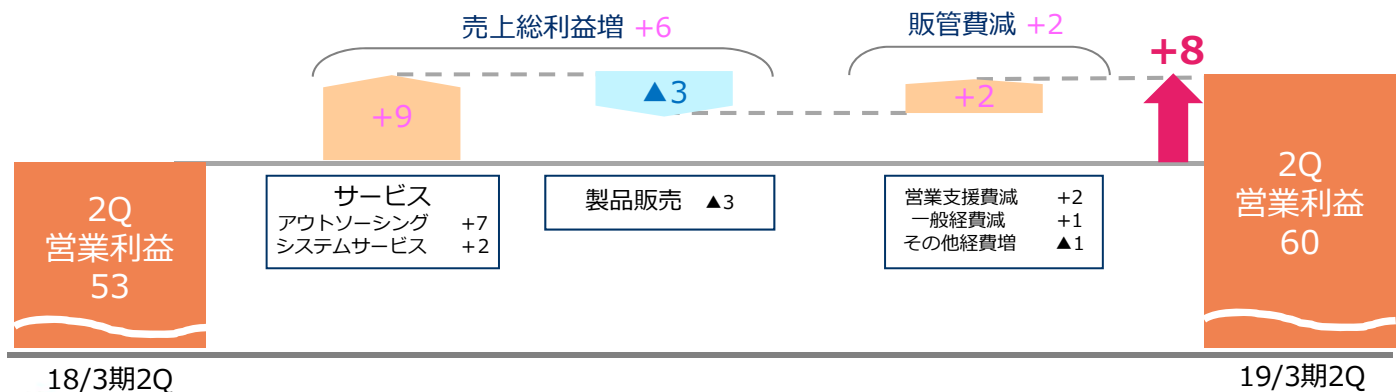 売上総利益増 +6
販管費減 +2
+8
+9
▲3
+2
2Q
営業利益
53
サービス
アウトソーシング +7
システムサービス +2
製品販売 ▲3
営業支援費減 +2
一般経費減 +1
その他経費増 ▲1
2Q
営業利益
60
18/3期2Q
19/3期2Q